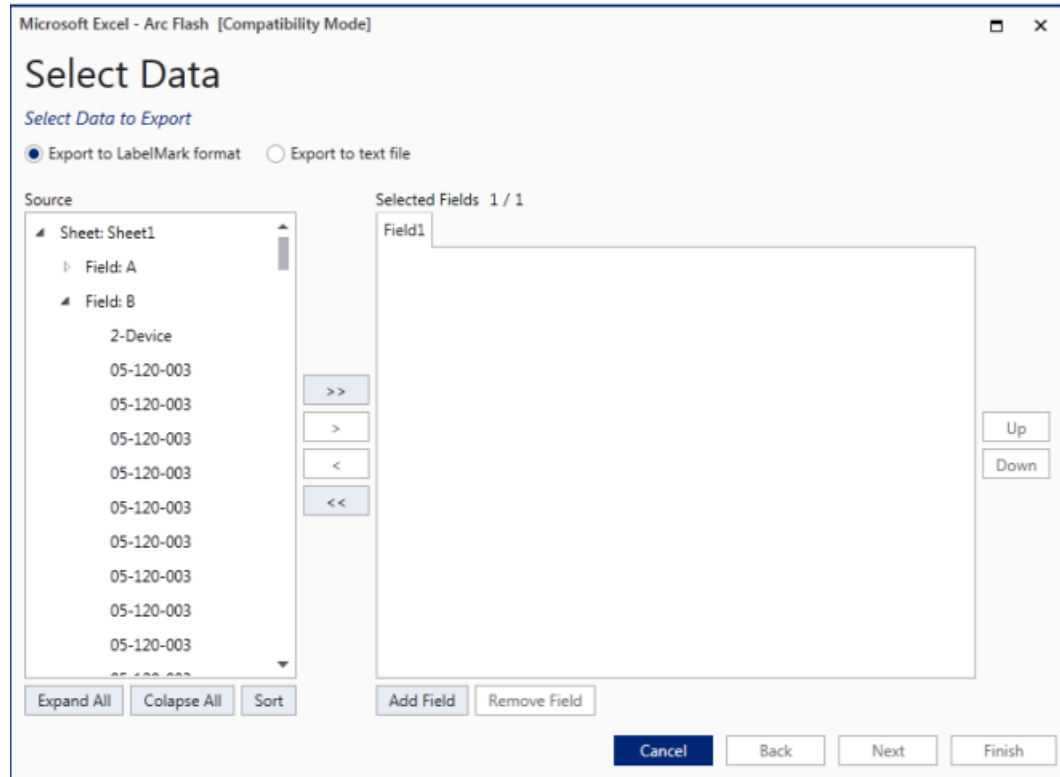 Microsoft Excel - Arc Flash [Compatibility Mode]
Select Data
Select Data to Export
Export to LabelMark format Export to text file
Source
Selected Fields 1 / 1
Sheet: Sheet1
Field: A
Field: B
2-Device
05-120-003
05-120-003
05-120-003
05-120-003
05-120-003
05-120-003
05-120-003
05-120-003
05-120-003
Expand All Colapse All Sort
>>
>
<
<<
Field1
Up
Down
Add Field Remove Field
Cancel Back Next Finish